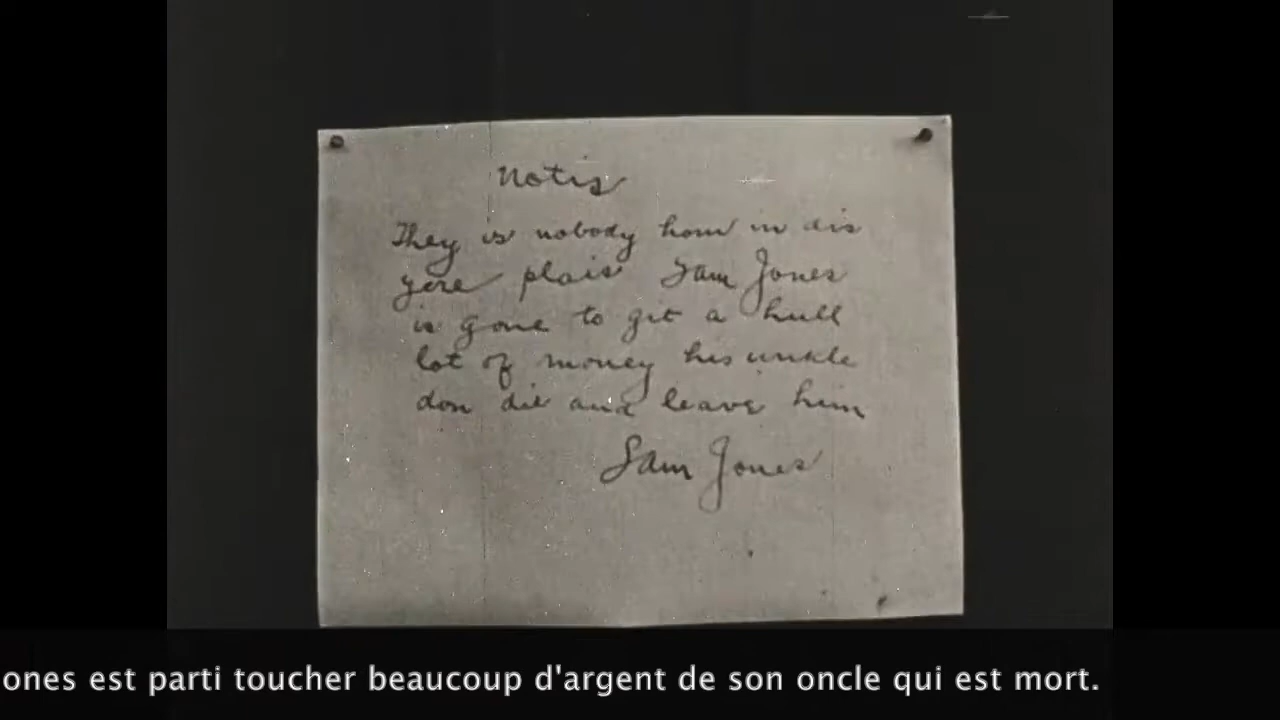 Notis
They is nobody hom in dis
yere plais Sam Jones
is gone to git a hull
lot of money his unkle
don die and leave him
Sam Jones
ones est parti toucher beaucoup d'argent de son oncle qui est mort.